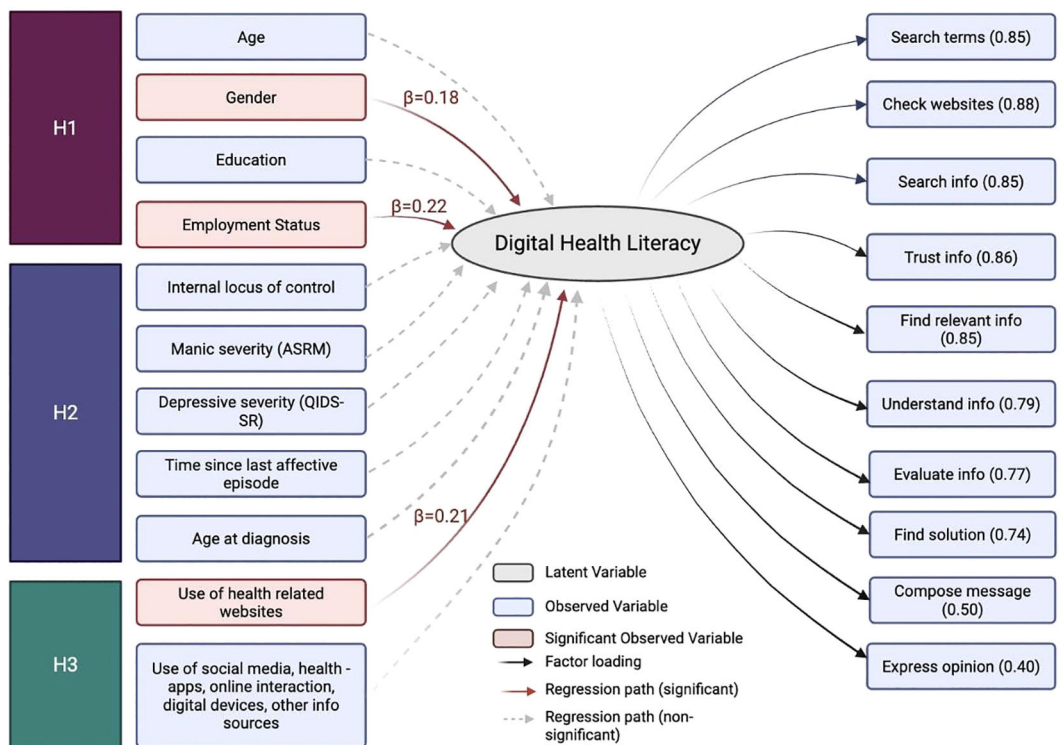 H1
Age
Gender
Education
Employment Status
β=0.18
β=0.22
H2
Internal locus of control
Manic severity (ASRM)
Depressive severity (QIDS-
SR)
Time since last affective
episode
Age at diagnosis
β=0.21
H3
Use of health related
websites
Use of social media, health -
apps, online interaction,
digital devices, other info
sources
Digital Health Literacy
Search terms (0.85)
Check websites (0.88)
Search info (0.85)
Trust info (0.86)
Find relevant info
(0.85)
Understand info (0.79)
Evaluate info (0.77)
Find solution (0.74)
Compose message
(0.50)
Express opinion (0.40)
Latent Variable
Observed Variable
Significant Observed Variable
Factor loading
Regression path (significant)
Regression path (non-
significant)